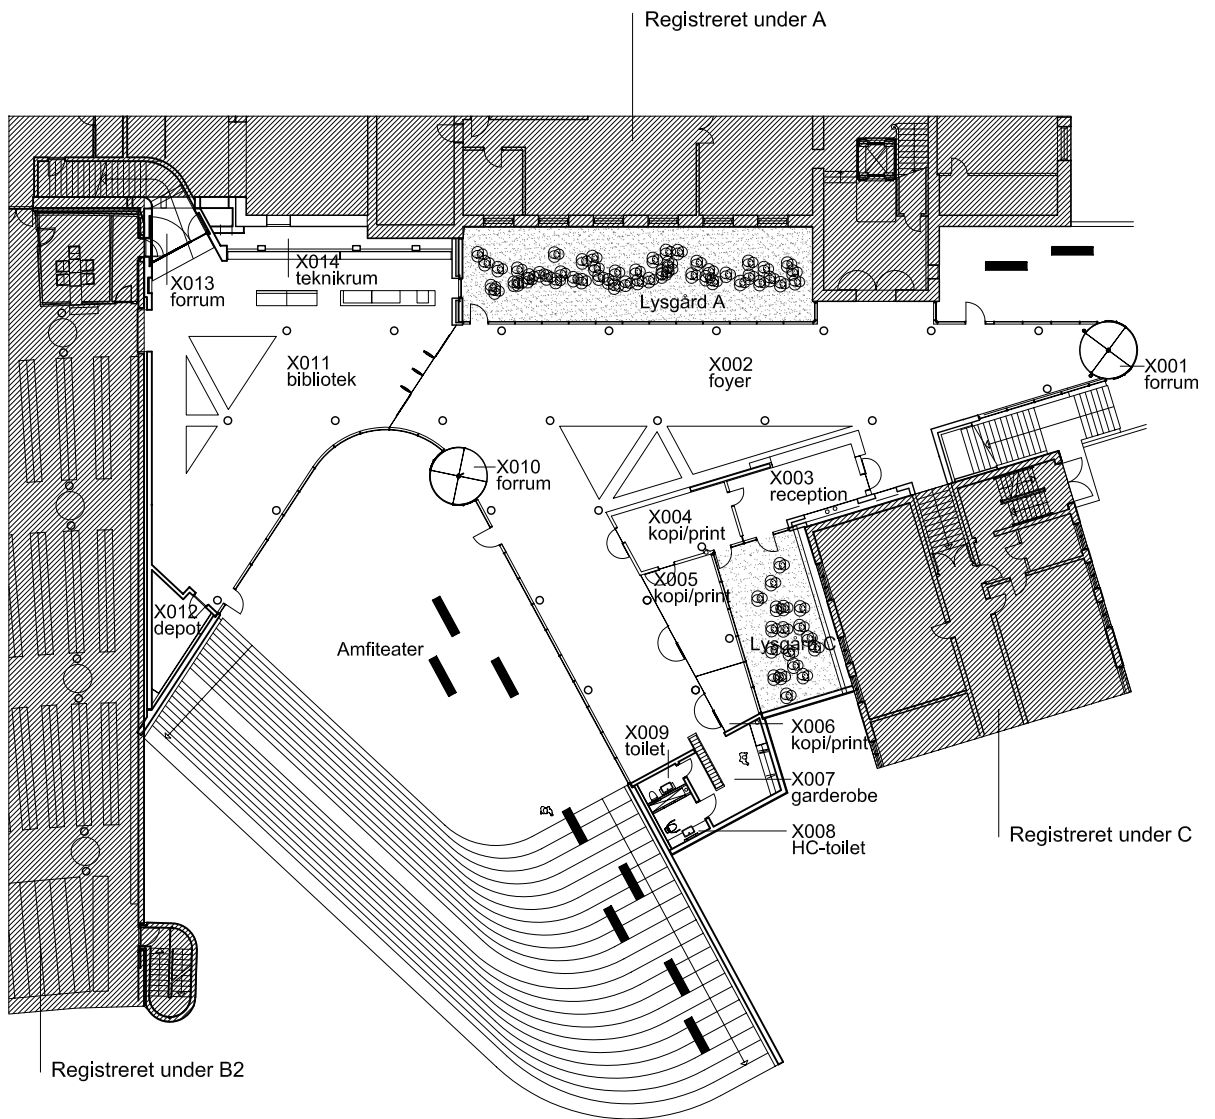 Registreret under A
X014
teknikrum
X013
forrum
Lysgård A
X011
bibliotek
X002
foyer
X001
forrum
X010
forrum
X003
reception
X004
kopi/print
X005
kopi/print
X012
depot
Amfiteater
Lysgård C
X006
kopi/print
X009
toilet
X007
garderobe
X008
HC-toilet
Registreret under C
Registreret under B2